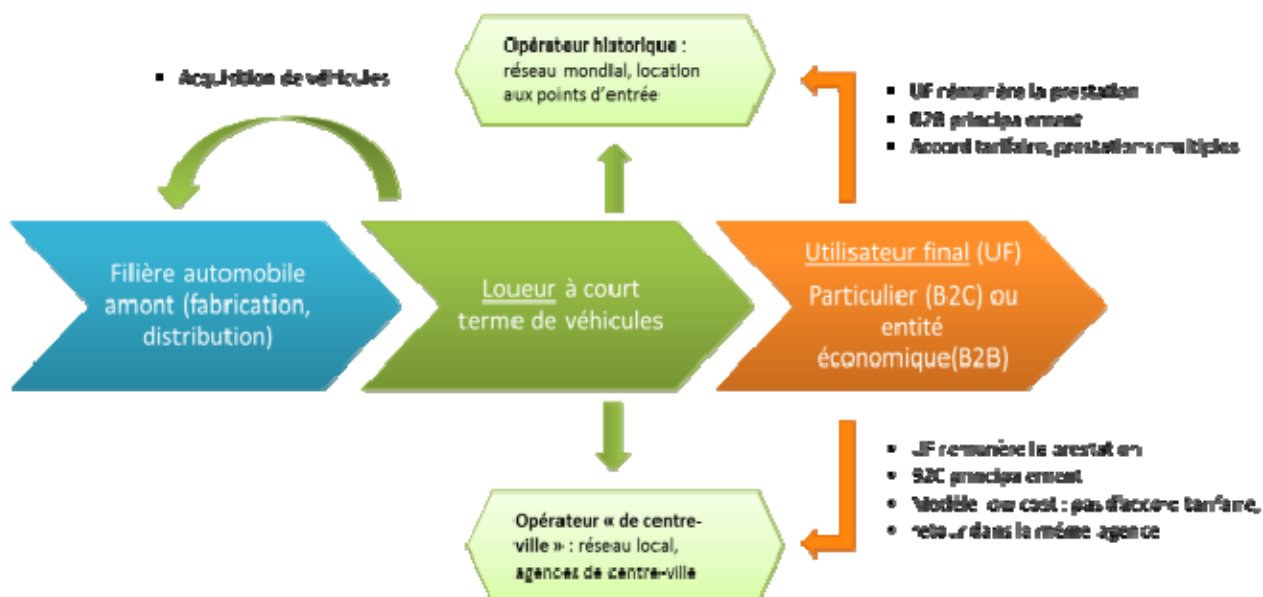 Opérateur historique :
réseau mondial, location
aux points d'entrée
▪ Acquisition de véhicules
▪ UF rémunère la prestation
▪ B2B principalement
▪ Accord tarifaire, prestations multiples
Filière automobile
amont (fabrication,
distribution)
Loueur à court
terme de véhicules
Utilisateur final (UF)
Particulier (B2C) ou
entité
économique(B2B)
▪ UF rémunère la prestation
▪ B2C principalement
▪ Modèle low cost : pas d'accord tarifaire,
▪ retour dans la même agence
Opérateur « de centre-
ville » : réseau local,
agences de centre-ville